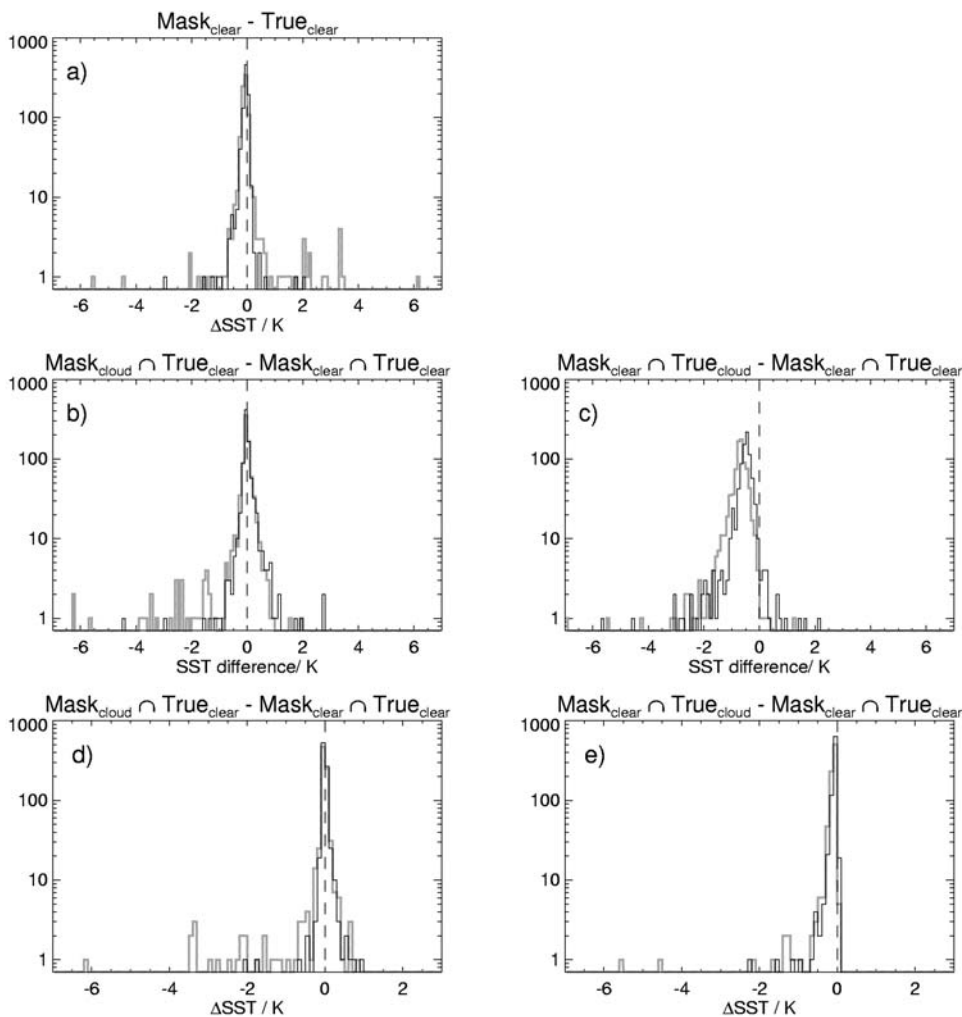 Mask_clear - True_clear
a)
1000
100
10
1
-6 -4 -2 0 2 4 6
ΔSST / K
Mask_cloud ∩ True_clear - Mask_clear ∩ True_clear
b)
1000
100
10
1
-6 -4 -2 0 2 4 6
SST difference/ K
Mask_clear ∩ True_cloud - Mask_clear ∩ True_clear
c)
1000
100
10
1
-6 -4 -2 0 2 4 6
SST difference/ K
Mask_cloud ∩ True_clear - Mask_clear ∩ True_clear
d)
1000
100
10
1
-6 -4 -2 0 2
ΔSST / K
Mask_clear ∩ True_cloud - Mask_clear ∩ True_clear
e)
1000
100
10
1
-6 -4 -2 0 2
ΔSST / K